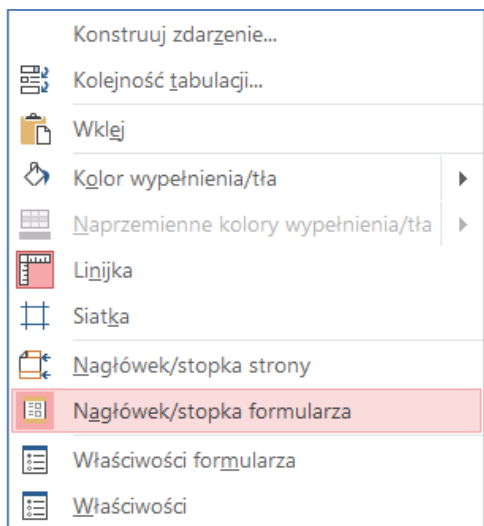 Konstruuj zdarzenie...
Kolejność tabulacji...
Wklej
Kolor wypełnienia/tła
Naprzemienne kolory wypełnienia/tła
Linijka
Siatka
Nagłówek/stopka strony
Nagłówek/stopka formularza
Właściwości formularza
Właściwości